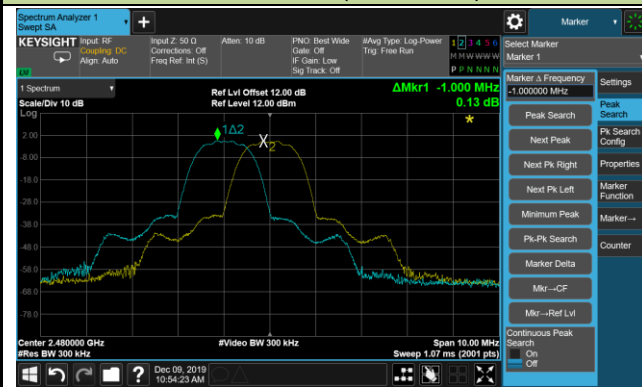 Spectrum Analyzer 1
Swept SA
Marker
KEYSIGHT
Input: RF
Coupling: DC
Align: Auto
Input Z: 50 Ω
Corrections: Off
Freq Ref: Int (S)
Atten: 10 dB
PNO: Best Wide
Gate: Off
IF Gain: Low
Sig Track: Off
#Avg Type: Log-Power
Trig: Free Run
1 2 3 4 5 6
M M W W W W
P P N N N N
LV
Select Marker
Marker 1
1 Spectrum
Scale/Div 10 dB
Log
Ref Lvl Offset 12.00 dB
Ref Level 12.00 dBm
ΔMkr1 -1.000 MHz
0.13 dB
Marker Δ Frequency
-1.000000 MHz
Peak Search
Next Peak
Next Pk Right
Next Pk Left
Minimum Peak
Pk-Pk Search
Marker Delta
Mkr→CF
Mkr→Ref Lvl
Continuous Peak
Search
On
Off
Settings
Peak
Search
Pk Search
Config
Properties
Marker
Function
Marker→
Counter
1Δ2
X2
2.00
-8.00
-18.0
-28.0
-38.0
-48.0
-58.0
-68.0
-78.0
Center 2.480000 GHz
#Res BW 300 kHz
#Video BW 300 kHz
Span 10.00 MHz
Sweep 1.07 ms (2001 pts)
Dec 09, 2019
10:54:23 AM